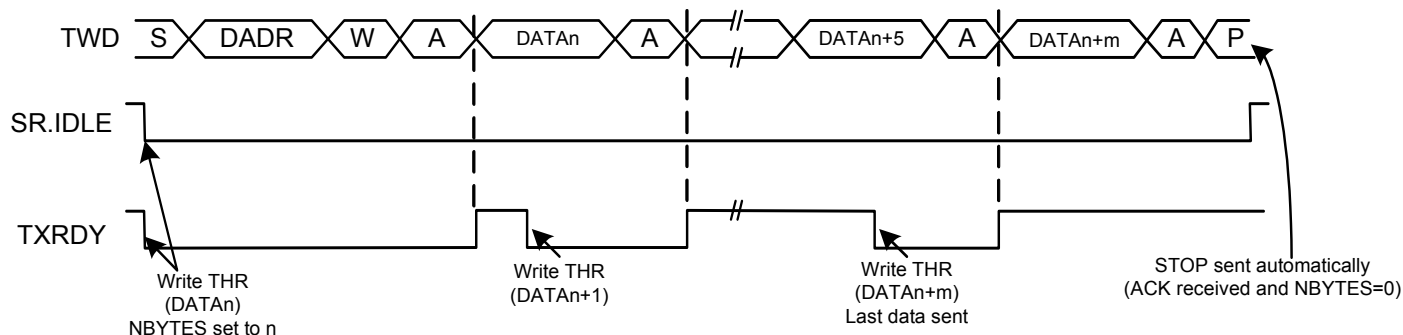 TWD S DADR W A DATAn A DATAn+5 A DATAn+m A P
SR.IDLE
TXRDY
Write THR
(DATAn)
NBYTES set to n
Write THR
(DATAn+1)
Write THR
(DATAn+m)
Last data sent
STOP sent automatically
(ACK received and NBYTES=0)